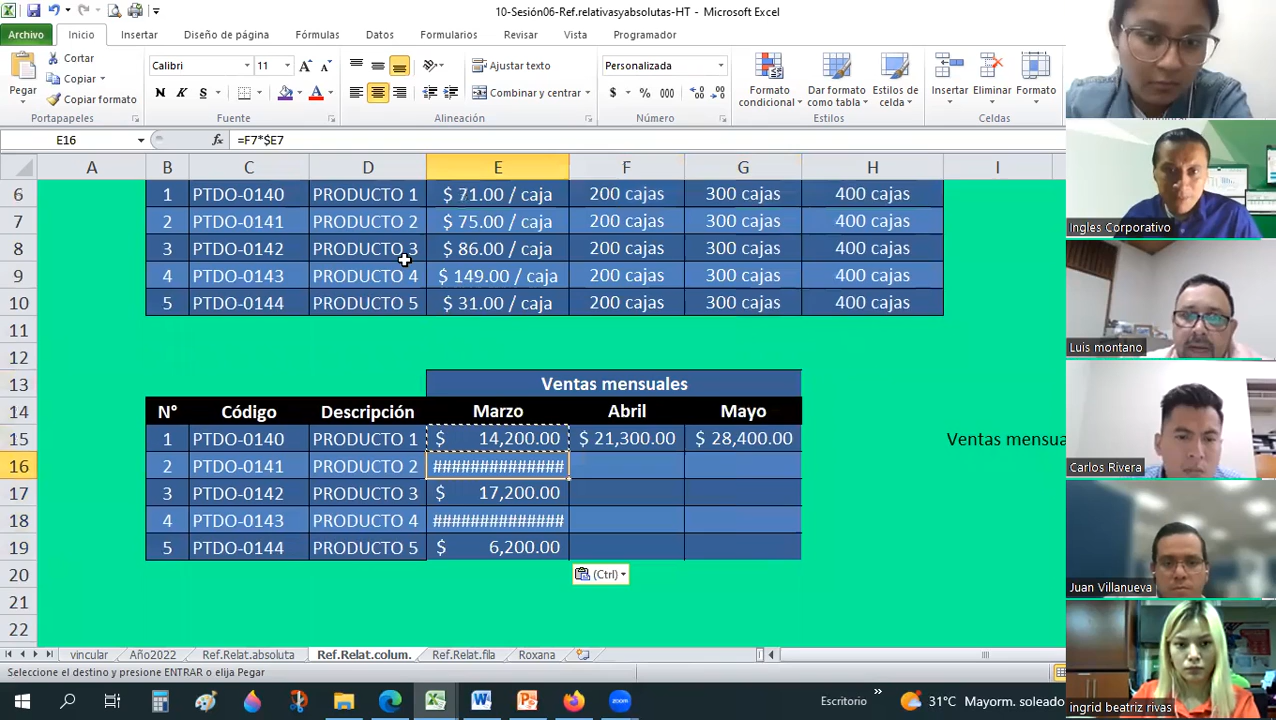 10-Sesión06-Ref.relativasyabsolutas-HT - Microsoft Excel
Archivo Inicio Insertar Diseño de página Fórmulas Datos Formularios Revisar Vista Programador
Pegar
Cortar
Copiar
Copiar formato
Portapapeles
Calibri 11
N K S
Fuente
Ajustar texto
Combinar y centrar
Alineación
Personalizada
$ % 000
Número
Formato condicional
Dar formato como tabla
Estilos de celda
Estilos
Insertar Eliminar Formato
Celdas
E16 fx =F7*$E7
A B C D E F G H I
6 1 PTDO-0140 PRODUCTO 1 $ 71.00 / caja 200 cajas 300 cajas 400 cajas
7 2 PTDO-0141 PRODUCTO 2 $ 75.00 / caja 200 cajas 300 cajas 400 cajas
8 3 PTDO-0142 PRODUCTO 3 $ 86.00 / caja 200 cajas 300 cajas 400 cajas
9 4 PTDO-0143 PRODUCTO 4 $ 149.00 / caja 200 cajas 300 cajas 400 cajas
10 5 PTDO-0144 PRODUCTO 5 $ 31.00 / caja 200 cajas 300 cajas 400 cajas
11
12
13 Ventas mensuales
14 N° Código Descripción Marzo Abril Mayo
15 1 PTDO-0140 PRODUCTO 1 $ 14,200.00 $ 21,300.00 $ 28,400.00 Ventas mensua
16 2 PTDO-0141 PRODUCTO 2 ##############
17 3 PTDO-0142 PRODUCTO 3 $ 17,200.00
18 4 PTDO-0143 PRODUCTO 4 ##############
19 5 PTDO-0144 PRODUCTO 5 $ 6,200.00
20 (Ctrl)
21
22
vincular Año2022 Ref.Relat.absoluta Ref.Relat.colum. Ref.Relat.fila Roxana
Seleccione el destino y presione ENTRAR o elija Pegar
Escritorio » 31°C Mayorm. soleado
Ingles Corporativo
Luis montano
Carlos Rivera
Juan Villanueva
ingrid beatriz rivas